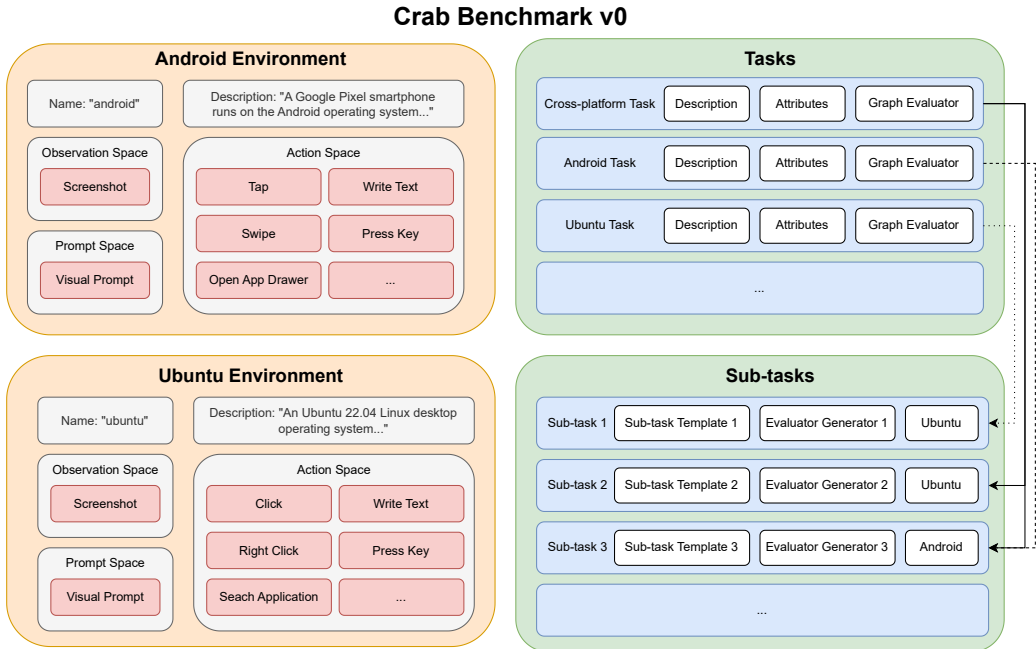 Crab Benchmark v0
Android Environment
Name: "android"
Description: "A Google Pixel smartphone
runs on the Android operating system..."
Observation Space
Screenshot
Prompt Space
Visual Prompt
Action Space
Tap
Write Text
Swipe
Press Key
Open App Drawer
...
Tasks
Cross-platform Task
Description
Attributes
Graph Evaluator
Android Task
Description
Attributes
Graph Evaluator
Ubuntu Task
Description
Attributes
Graph Evaluator
...
Ubuntu Environment
Name: "ubuntu"
Description: "An Ubuntu 22.04 Linux desktop
operating system..."
Observation Space
Screenshot
Prompt Space
Visual Prompt
Action Space
Click
Write Text
Right Click
Press Key
Seach Application
...
Sub-tasks
Sub-task 1
Sub-task Template 1
Evaluator Generator 1
Ubuntu
Sub-task 2
Sub-task Template 2
Evaluator Generator 2
Ubuntu
Sub-task 3
Sub-task Template 3
Evaluator Generator 3
Android
...